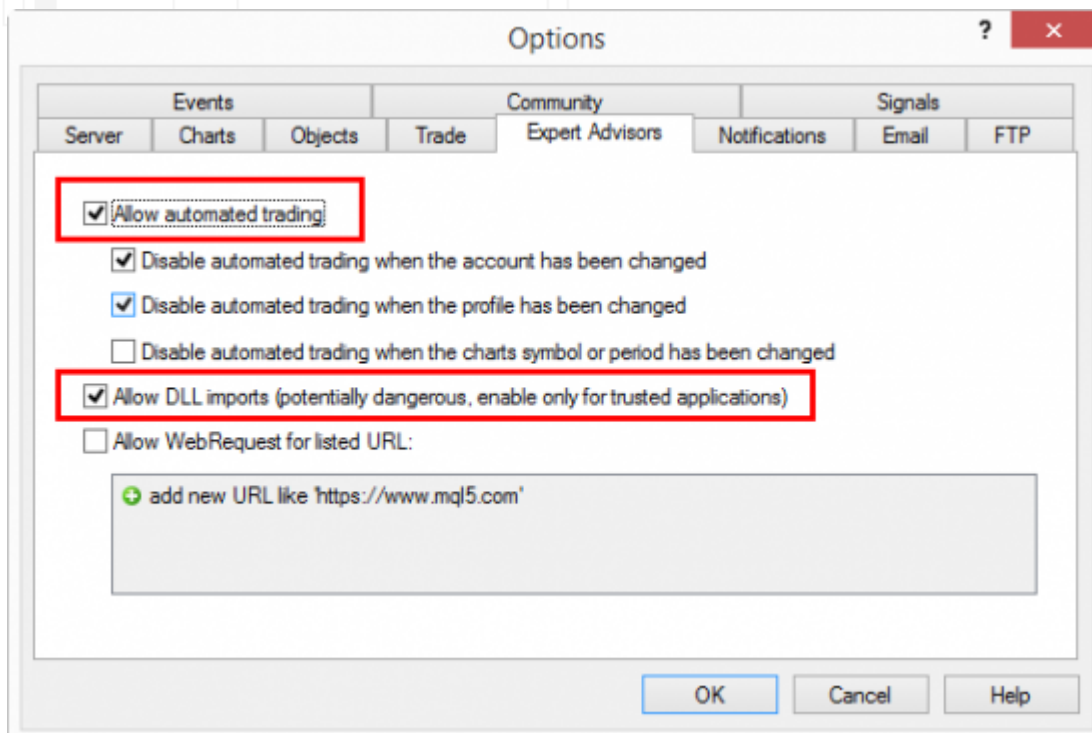 Options
?
Events Community Signals
Server Charts Objects Trade Expert Advisors Notifications Email FTP
Allow automated trading
Disable automated trading when the account has been changed
Disable automated trading when the profile has been changed
Disable automated trading when the charts symbol or period has been changed
Allow DLL imports (potentially dangerous, enable only for trusted applications)
Allow WebRequest for listed URL:
add new URL like 'https://www.mql5.com'
OK Cancel Help